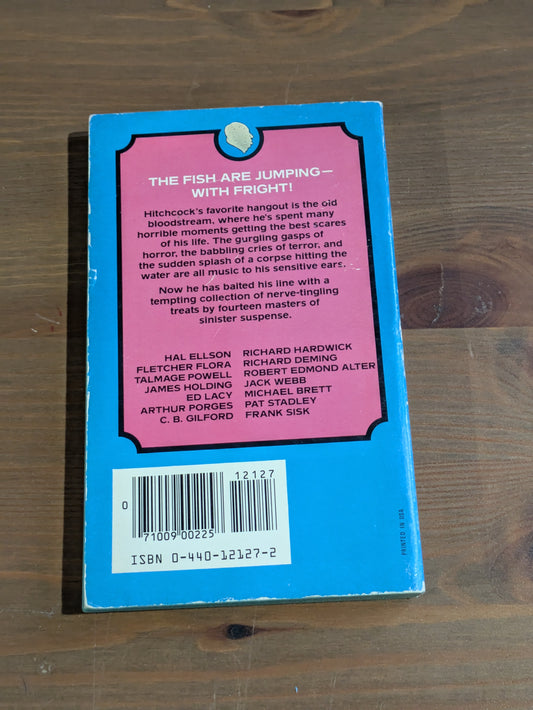 THE FISH ARE JUMPING—
WITH FRIGHT!
Hitchcock's favorite hangout is the old
bloodstream, where he's spent many
horrible moments getting the best scares
of his life. The gurgling gasps of
horror, the babbling cries of terror, and
the sudden splash of a corpse hitting the
water are all music to his sensitive ears.
Now he has baited his line with a
tempting collection of nerve-tingling
treats by fourteen masters of
sinister suspense.
HAL ELLSON
FLETCHER FLORA
TALMAGE POWELL
JAMES HOLDING
ED LACY
ARTHUR PORGES
C. B. GILFORD
RICHARD HARDWICK
RICHARD DEMING
ROBERT EDMOND ALTER
JACK WEBB
MICHAEL BRETT
PAT STADLEY
FRANK SISK
12127
0
71009 00225
ISBN 0-440-12127-2
PRINTED IN USA